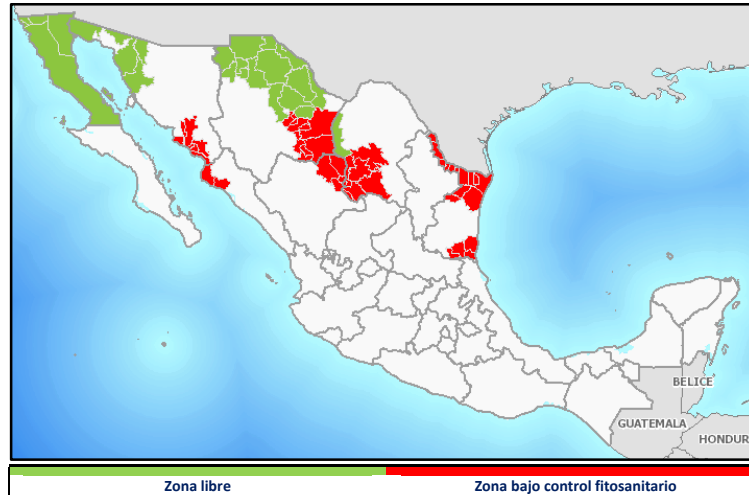 BELICE
GUATEMALA
HONDUR
Zona libre
Zona bajo control fitosanitario